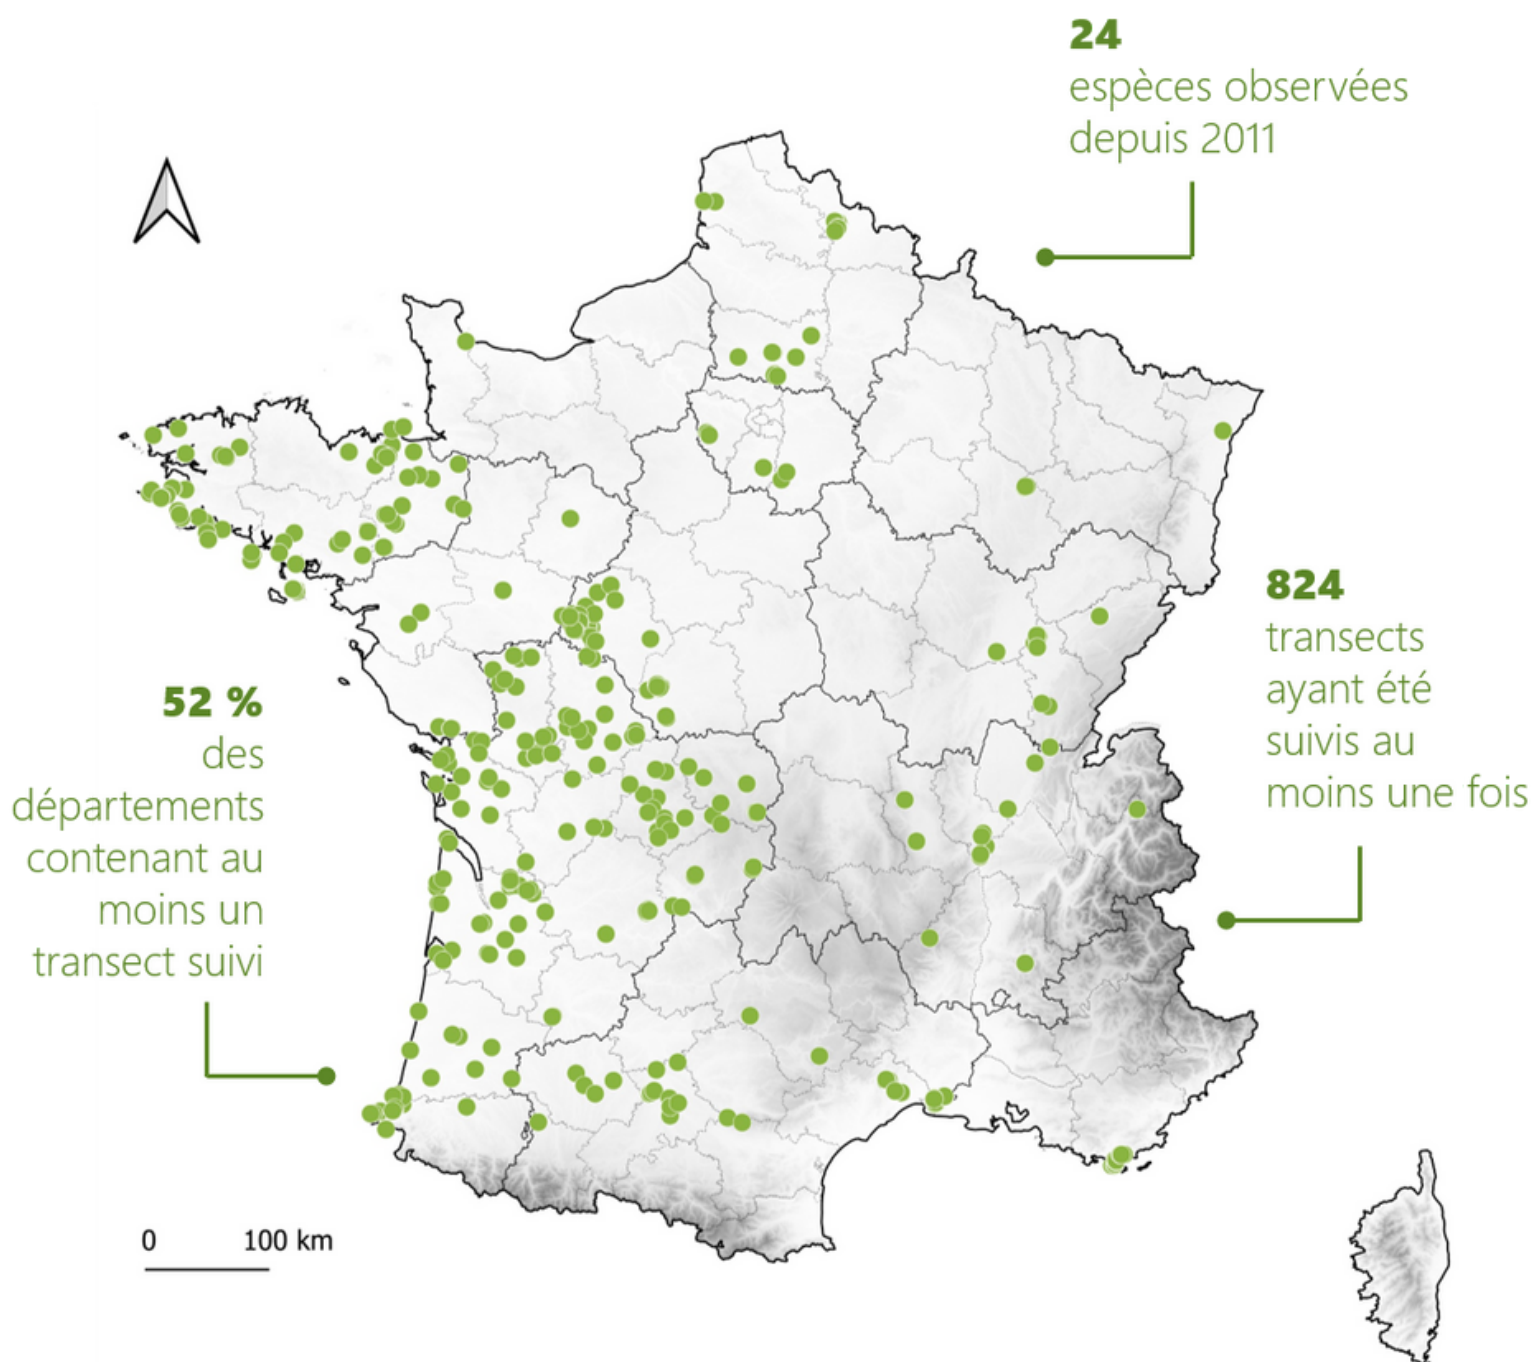 24
espèces observées
depuis 2011
824
transects
ayant été
suivis au
moins une fois
52 %
des
départements
contenant au
moins un
transect suivi
0 100 km